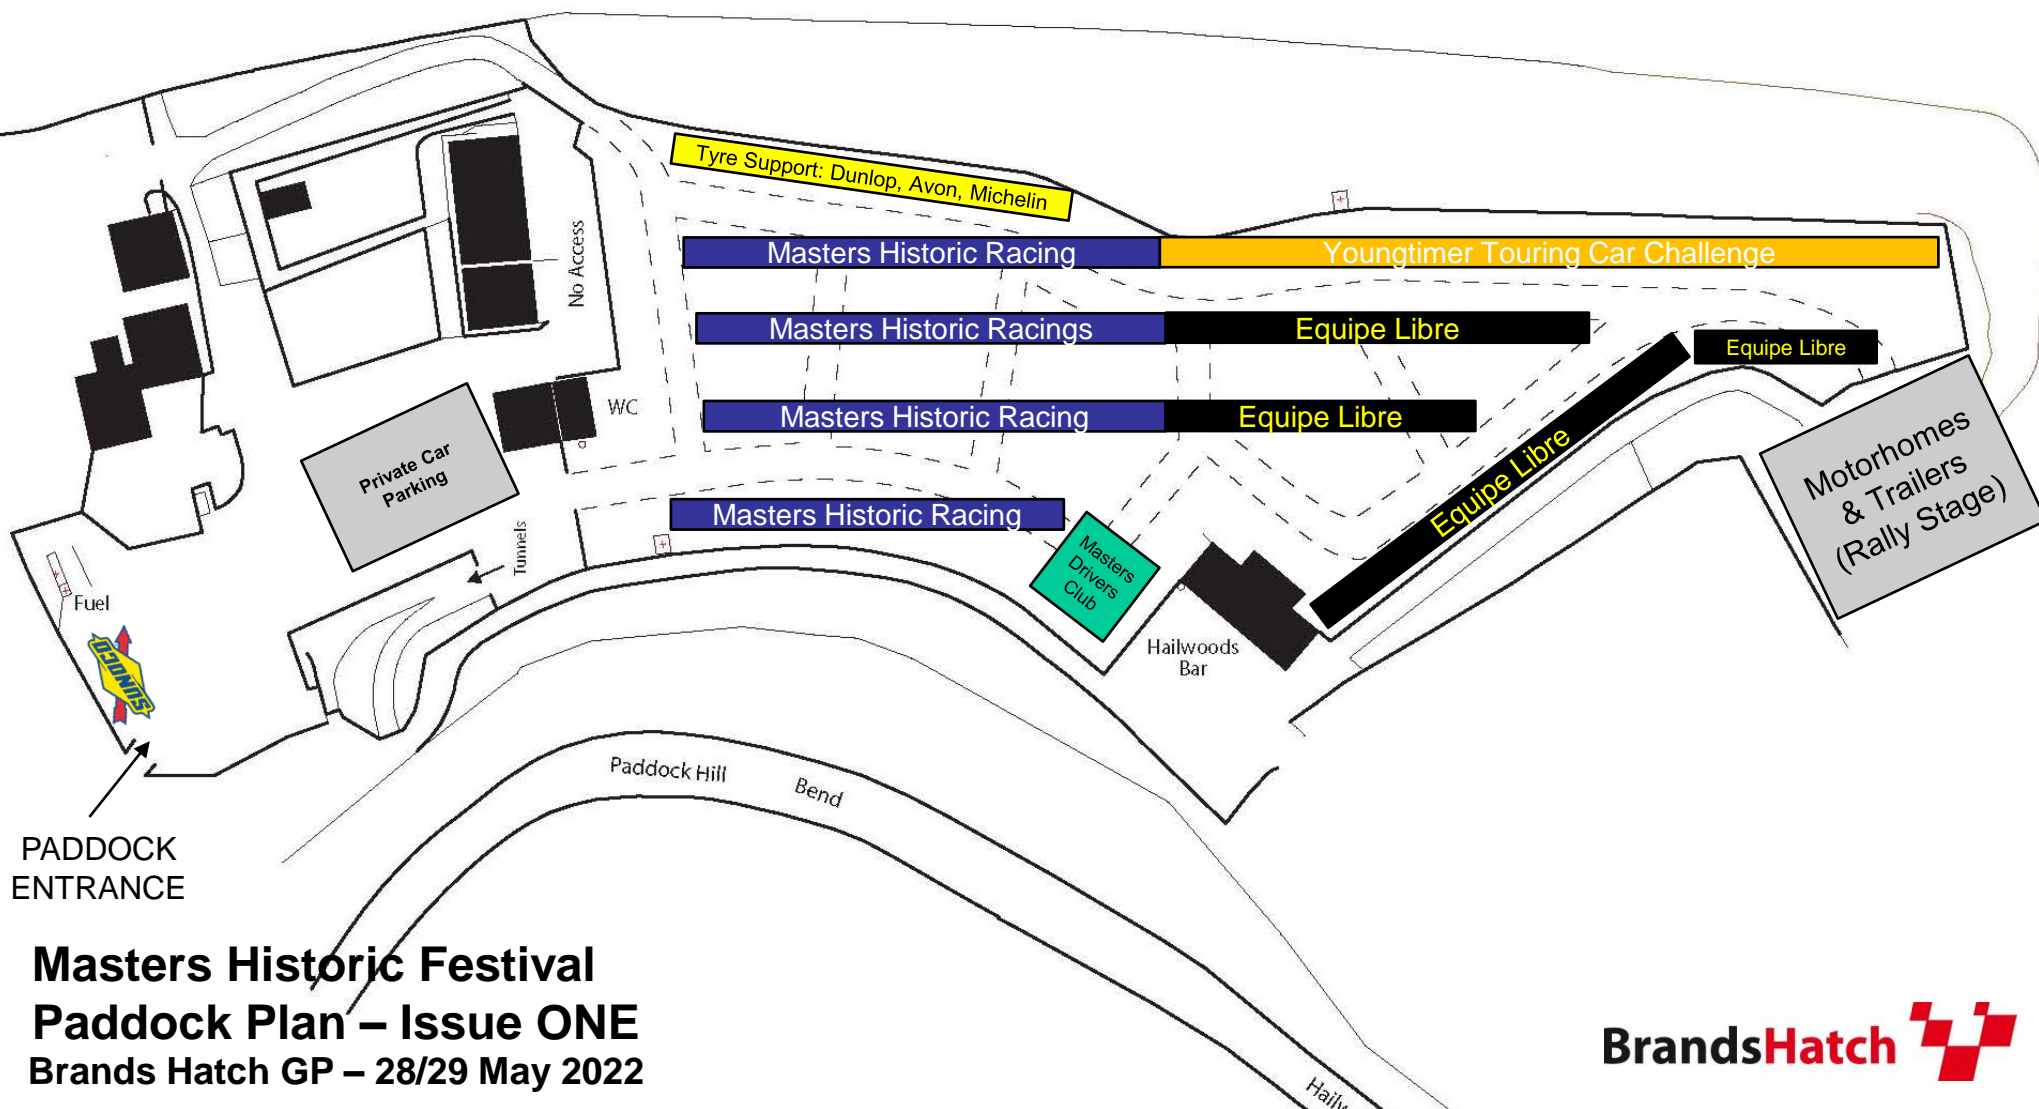 Tyre Support: Dunlop, Avon, Michelin
Masters Historic Racing
Youngtimer Touring Car Challenge
No Access
Masters Historic Racings
Equipe Libre
Equipe Libre
WC
Masters Historic Racing
Equipe Libre
Equipe Libre
Motorhomes
& Trailers
(Rally Stage)
Private Car
Parking
Masters Historic Racing
Tunnels
Masters
Drivers
Club
Fuel
SUNOCO
Hailwoods
Bar
Paddock Hill
Bend
PADDOCK
ENTRANCE
Masters Historic Festival
Paddock Plan – Issue ONE
Brands Hatch GP – 28/29 May 2022
BrandsHatch